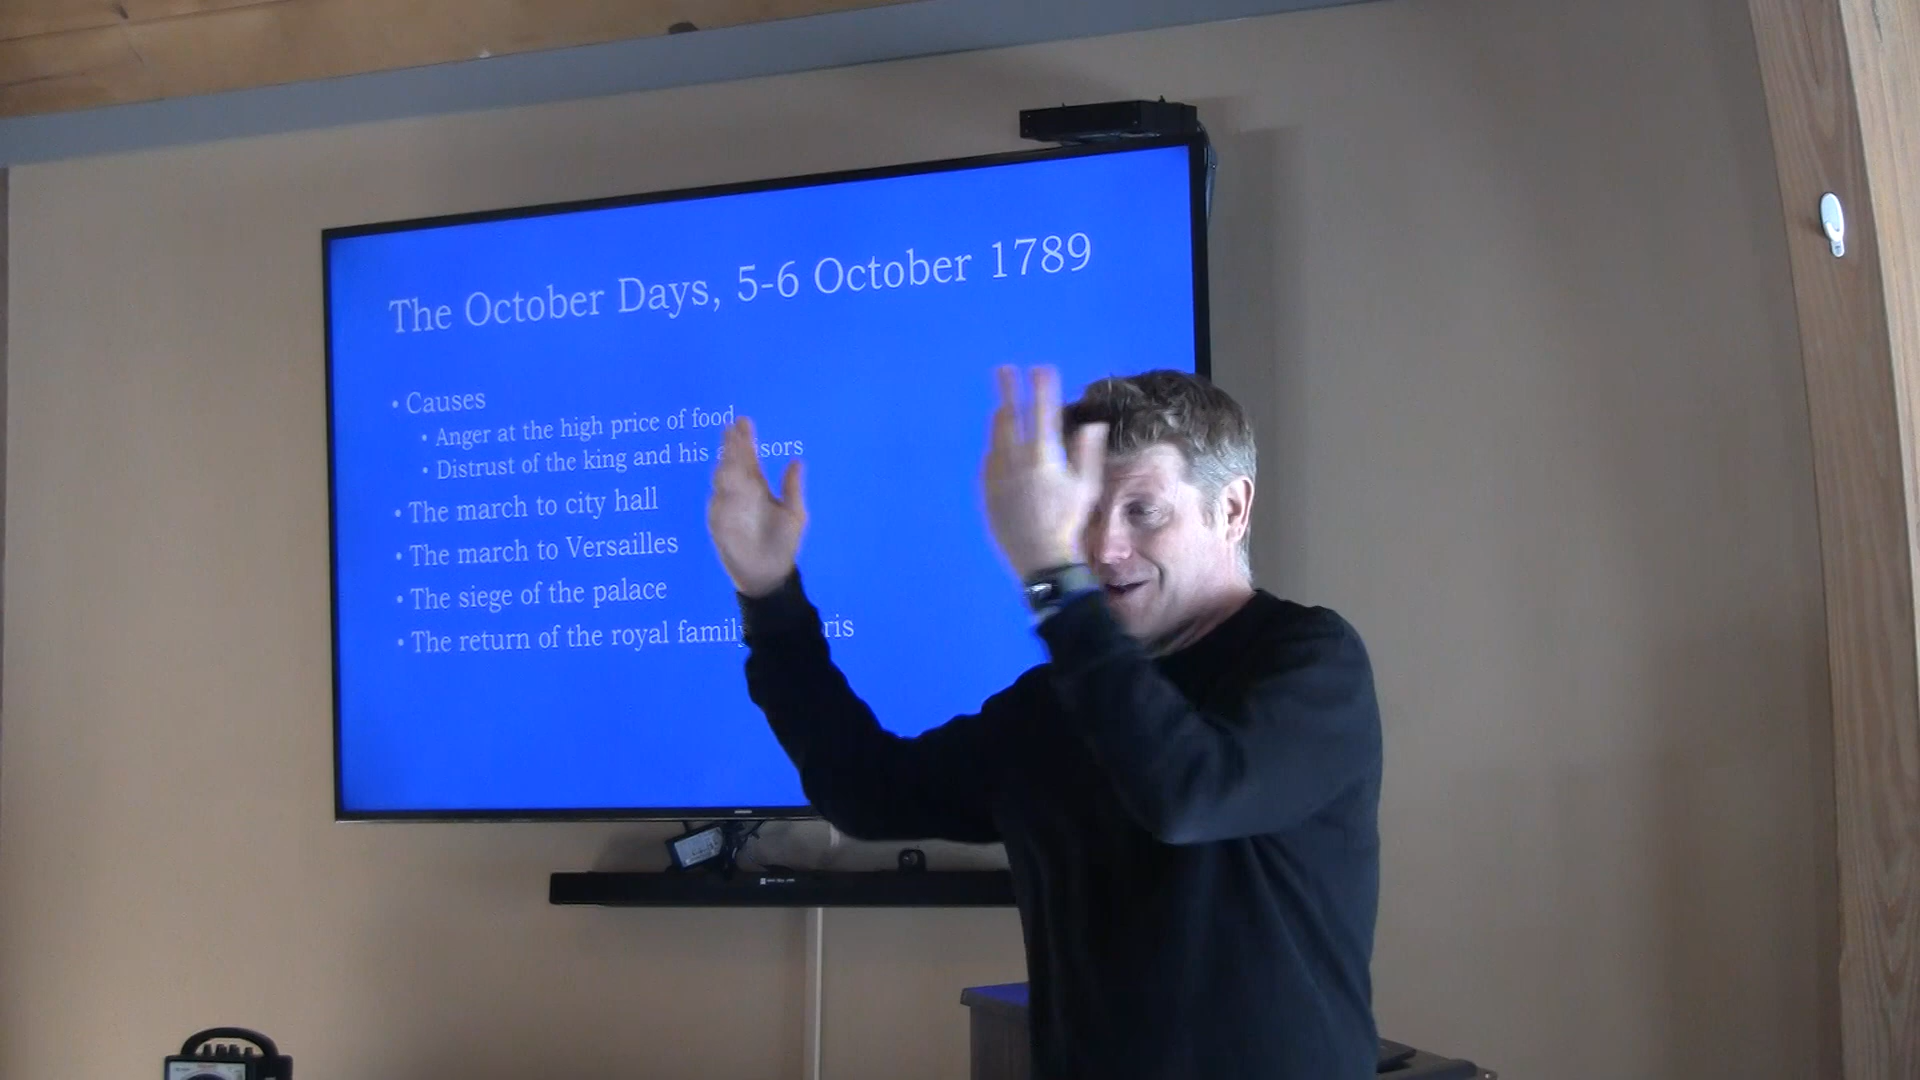 The October Days, 5-6 October 1789
• Causes
• Anger at the high price of food
• Distrust of the king and his
• The march to city hall
• The march to Versailles
• The siege of the palace
• The return of the royal family